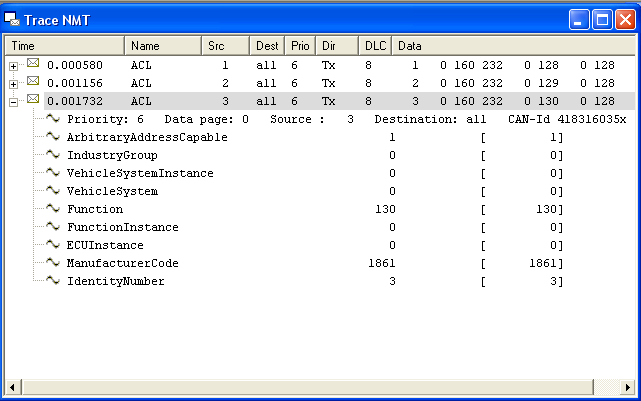 Trace NMT
Time Name Src Dest Prio Dir DLC Data
0.000580 ACL 1 all 6 Tx 8 1 0 160 232 0 128 0 128
0.001156 ACL 2 all 6 Tx 8 2 0 160 232 0 129 0 128
0.001732 ACL 3 all 6 Tx 8 3 0 160 232 0 130 0 128
Priority: 6 Data page: 0 Source : 3 Destination: all CAN-Id 418316035x
ArbitraryAddressCapable 1 [ 1]
IndustryGroup 0 [ 0]
VehicleSystemInstance 0 [ 0]
VehicleSystem 0 [ 0]
Function 130 [ 130]
FunctionInstance 0 [ 0]
ECUInstance 0 [ 0]
ManufacturerCode 1861 [ 1861]
IdentityNumber 3 [ 3]